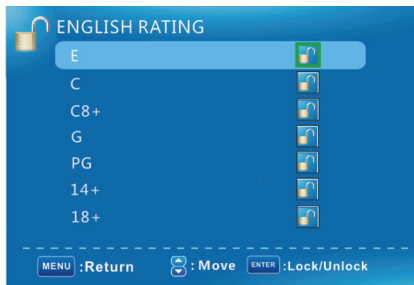 ENGLISH RATING
E
C
C8+
G
PG
14+
18+
MENU :Return :Move ENTER :Lock/Unlock